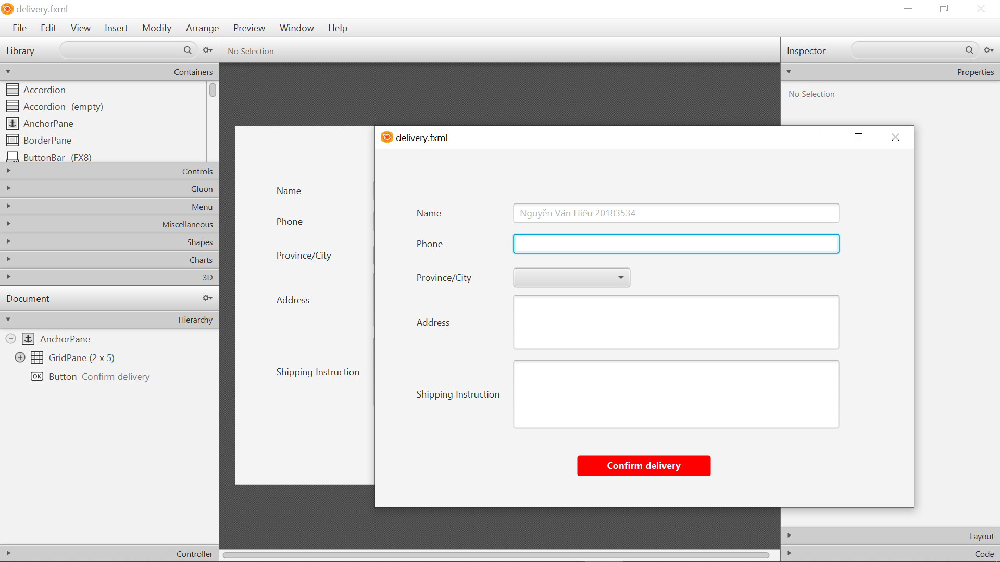 delivery.fxml
File Edit View Insert Modify Arrange Preview Window Help
Library
No Selection
Inspector
Containers
Properties
Accordion
Accordion (empty)
AnchorPane
BorderPane
ButtonBar (FX8)
Controls
Gluon
Menu
Miscellaneous
Shapes
Charts
3D
Document
Hierarchy
AnchorPane
GridPane (2 x 5)
OK Button Confirm delivery
Controller
Name
Phone
Province/City
Address
Shipping Instruction
delivery.fxml
Name
Nguyễn Văn Hiếu 20183534
Phone
Province/City
Address
Shipping Instruction
Confirm delivery
No Selection
Layout
Code